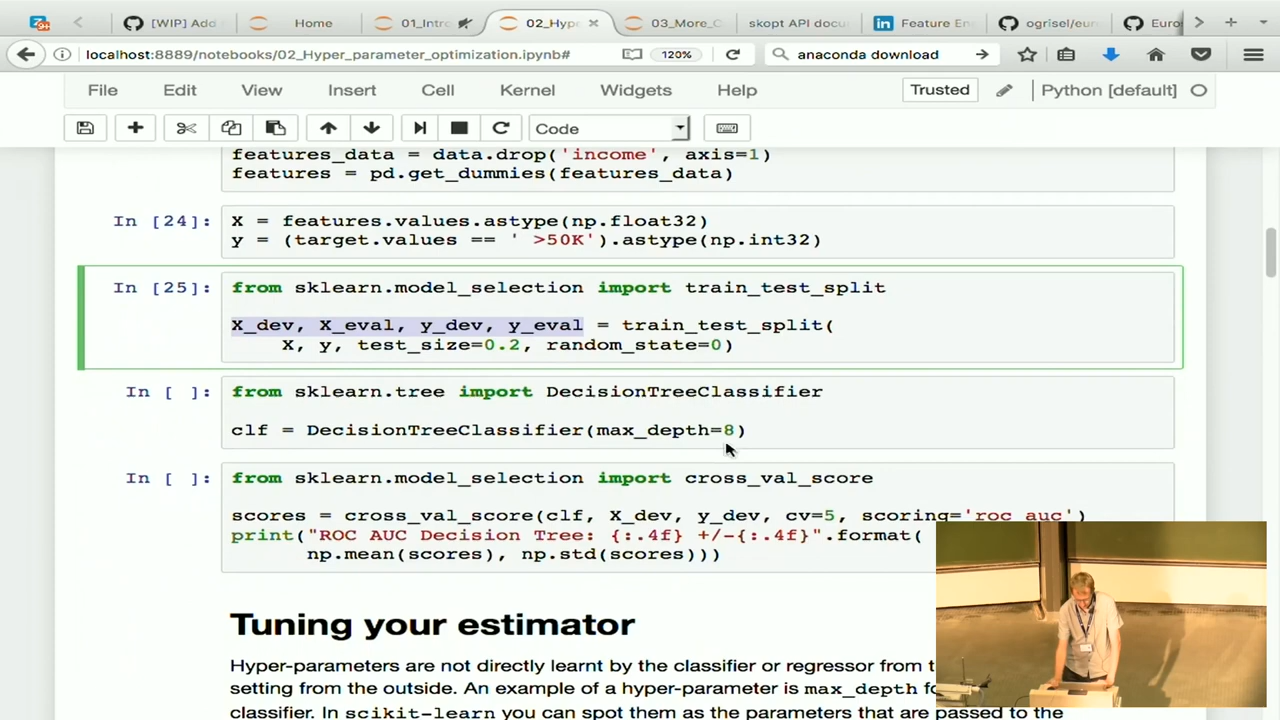 [WIP] Add
Home
01_Intr
02_Hype
03_More_
skopt API docu
Feature En
ogrisel/eur
Euros
localhost:8889/notebooks/02_Hyper_parameter_optimization.ipynb#
120%
anaconda download
File Edit View Insert Cell Kernel Widgets Help
Trusted
Python [default]
Code
features_data = data.drop('income', axis=1)
features = pd.get_dummies(features_data)
In [24]:
X = features.values.astype(np.float32)
y = (target.values == ' >50K').astype(np.int32)
In [25]:
from sklearn.model_selection import train_test_split
X_dev, X_eval, y_dev, y_eval = train_test_split(
X, y, test_size=0.2, random_state=0)
In [ ]:
from sklearn.tree import DecisionTreeClassifier
clf = DecisionTreeClassifier(max_depth=8)
In [ ]:
from sklearn.model_selection import cross_val_score
scores = cross_val_score(clf, X_dev, y_dev, cv=5, scoring='roc_auc')
print("ROC AUC Decision Tree: {:.4f} +/-{:.4f}".format(
np.mean(scores), np.std(scores)))
Tuning your estimator
Hyper-parameters are not directly learnt by the classifier or regressor from
setting from the outside. An example of a hyper-parameter is max_depth
classifier. In scikit-learn you can spot them as the parameters that are passed to the